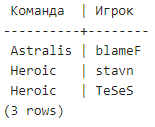 Команда | Игрок
----------+--------
Astralis | blameF
Heroic | stavn
Heroic | TeSeS
(3 rows)